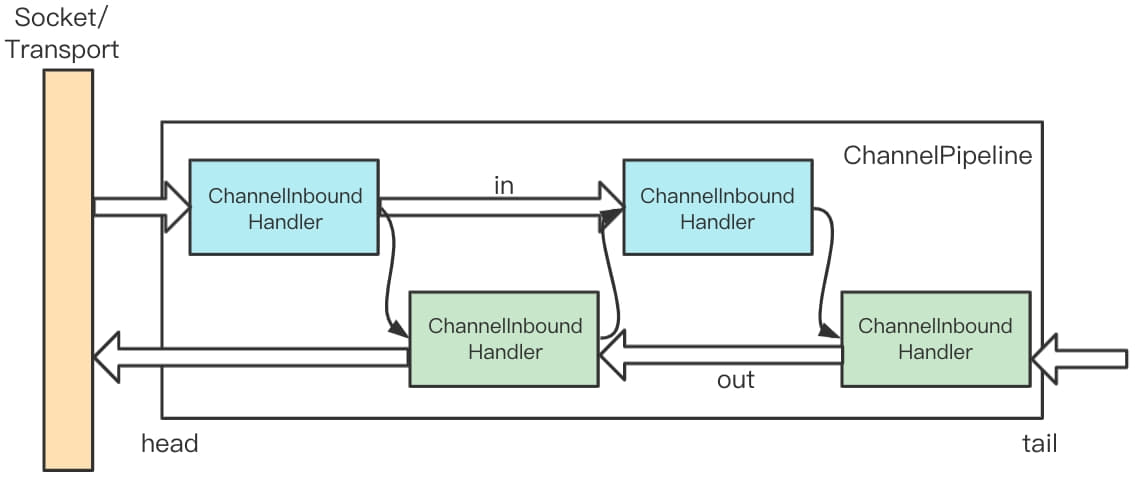 Socket/
Transport
ChannelPipeline
ChannelInbound
Handler
in
ChannelInbound
Handler
ChannelInbound
Handler
out
ChannelInbound
Handler
head
tail